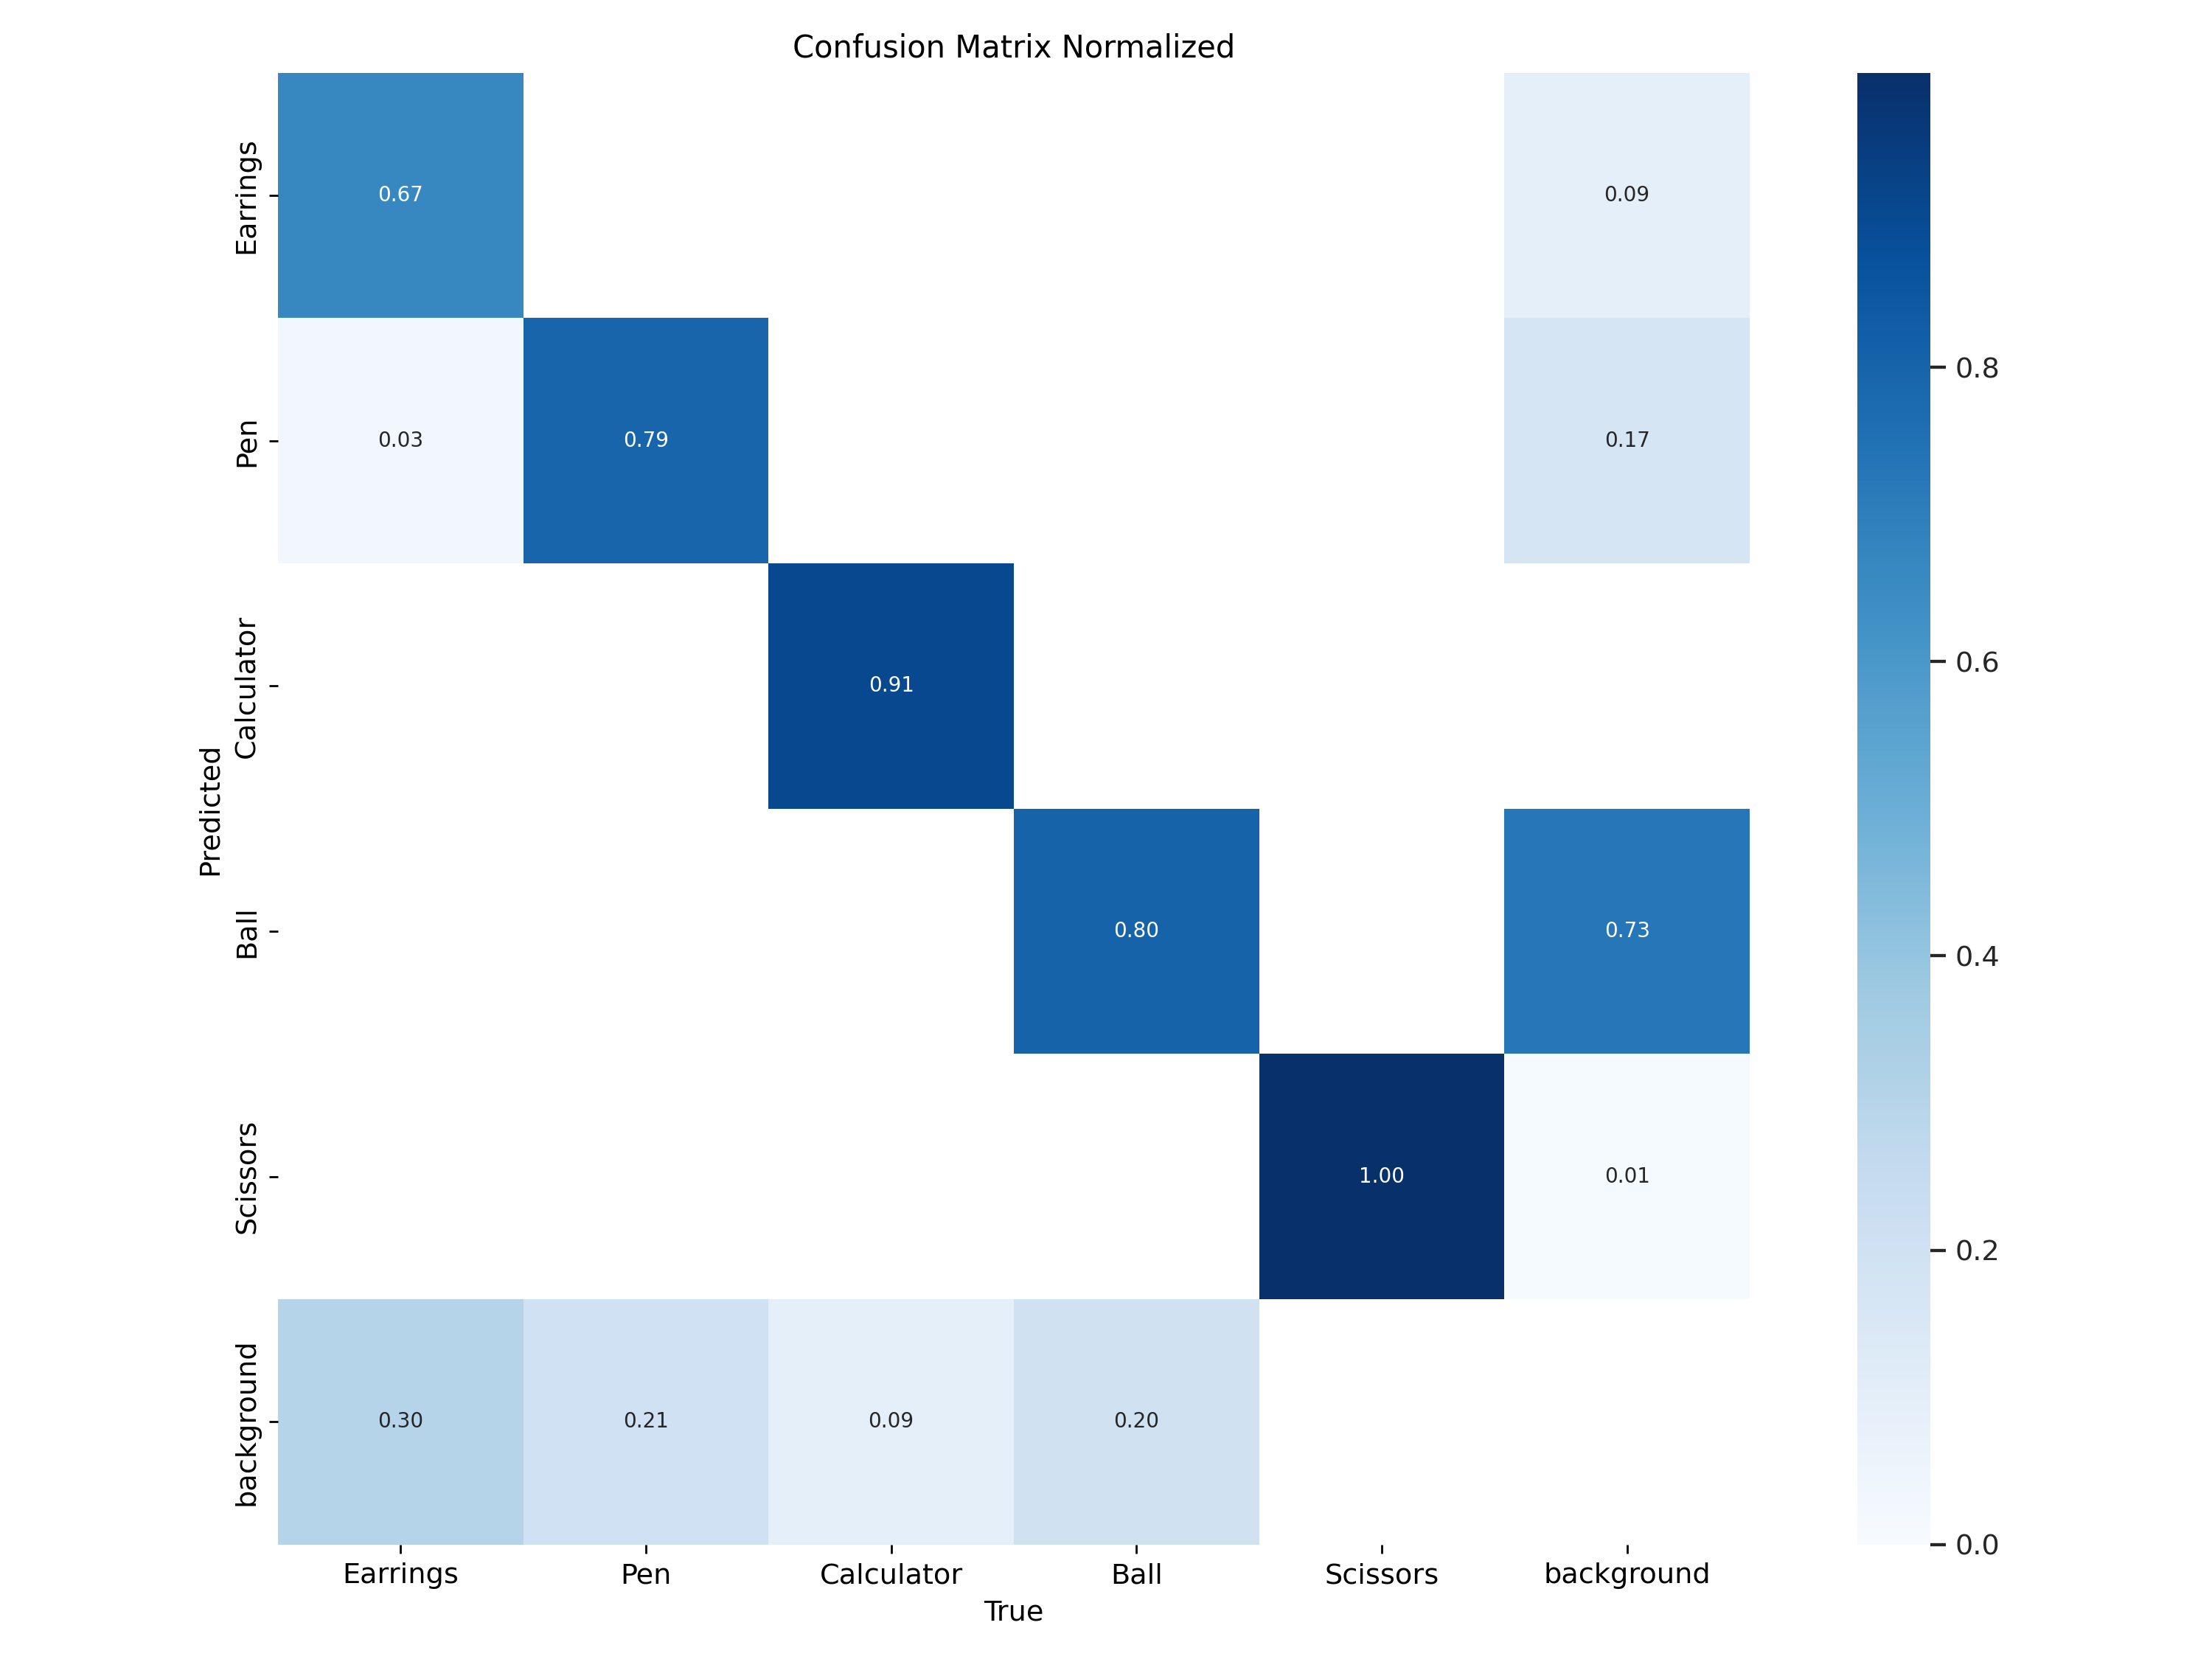 Confusion Matrix Normalized
Earrings
0.67
0.09
Pen
0.03
0.79
0.17
0.8
Calculator
0.91
0.6
Predicted
Ball
0.80
0.73
0.4
Scissors
1.00
0.01
0.2
background
0.30
0.21
0.09
0.20
0.0
Earrings
Pen
Calculator
Ball
Scissors
background
True